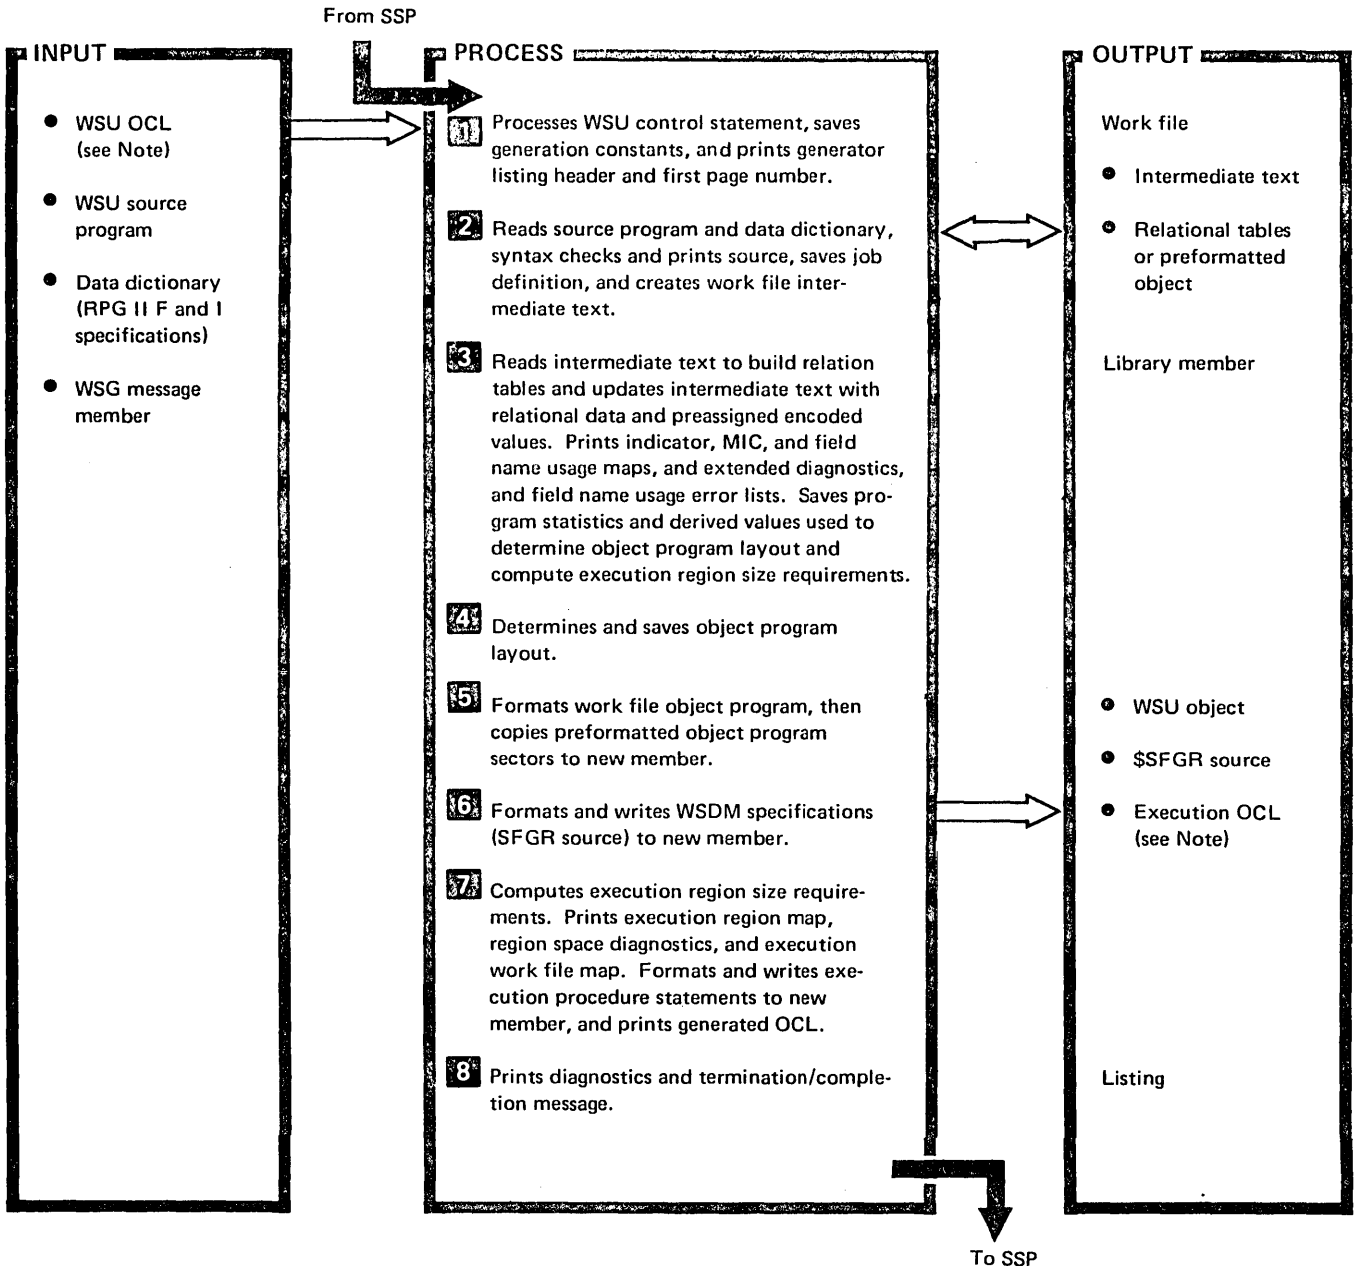 From SSP
INPUT
WSU OCL
(see Note)
WSU source
program
Data dictionary
(RPG II F and I
specifications)
WSG message
member
PROCESS
1 Processes WSU control statement, saves
generation constants, and prints generator
listing header and first page number.
2 Reads source program and data dictionary,
syntax checks and prints source, saves job
definition, and creates work file inter-
mediate text.
3 Reads intermediate text to build relation
tables and updates intermediate text with
relational data and preassigned encoded
values. Prints indicator, MIC, and field
name usage maps, and extended diagnostics,
and field name usage error lists. Saves pro-
gram statistics and derived values used to
determine object program layout and
compute execution region size requirements.
4 Determines and saves object program
layout.
5 Formats work file object program, then
copies preformatted object program
sectors to new member.
6 Formats and writes WSDM specifications
(SFGR source) to new member.
7 Computes execution region size require-
ments. Prints execution region map,
region space diagnostics, and execution
work file map. Formats and writes exe-
cution procedure statements to new
member, and prints generated OCL.
8 Prints diagnostics and termination/comple-
tion message.
OUTPUT
Work file
Intermediate text
Relational tables
or preformatted
object
Library member
WSU object
$SFGR source
Execution OCL
(see Note)
Listing
To SSP